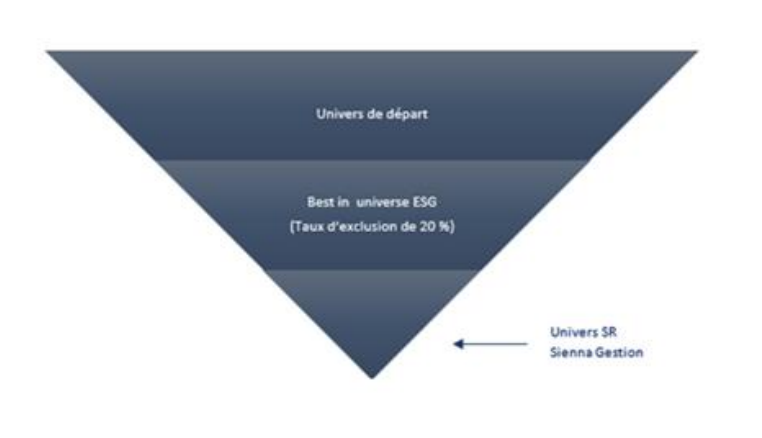 Univers de départ
Best in universe ESG
(Taux d'exclusion de 20 %)
Univers SR
Sienna Gestion